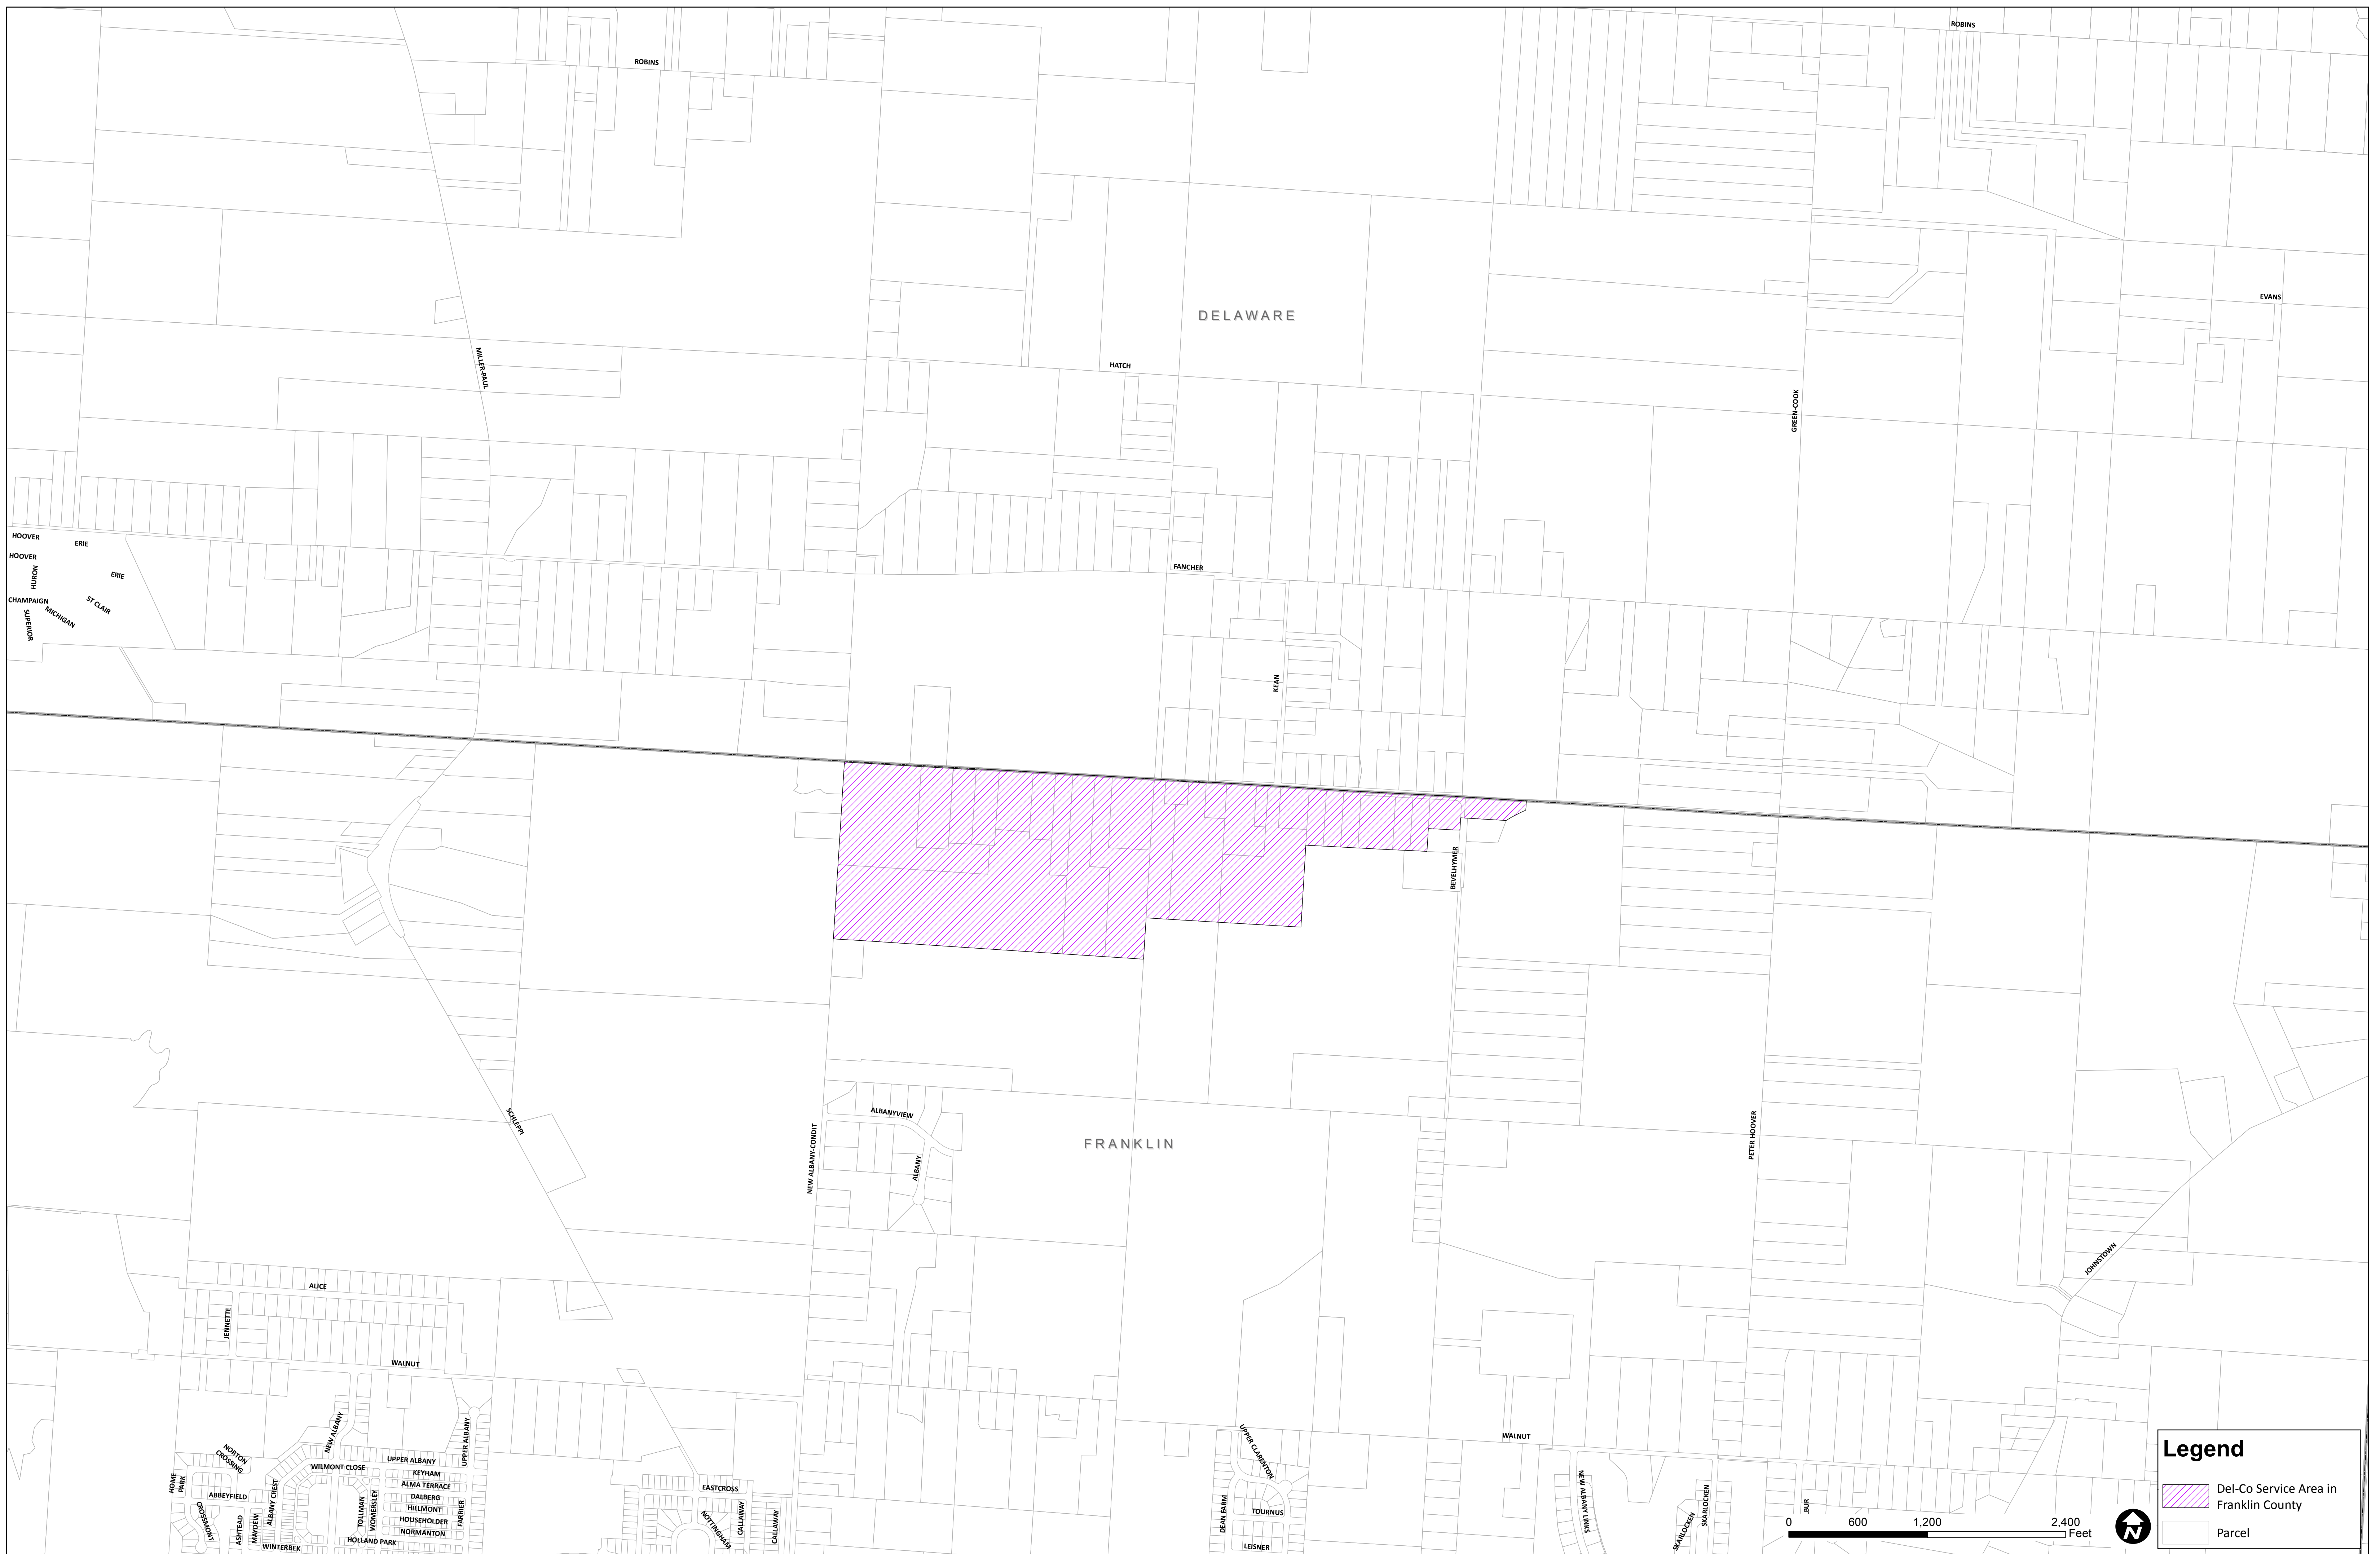 ROBINS
ROBINS
DELAWARE
EVANS
MILLER-PAUL
HATCH
GREEN-COOK
HOOVER
ERIE
HOOVER
HURON
ERIE
FANCHER
CHAMPAIGN
ST CLAIR
MICHIGAN
SUPERIOR
KEAN
BEVELHYMER
ALBANYVIEW
SCHLEPPI
NEW ALBANY-CONDIT
ALBANY
FRANKLIN
PETER HOOVER
JOHNSTOWN
ALICE
JENNETTE
WALNUT
NEW ALBANY
UPPER ALBANY
UPPER ALBANY
NORTON
CROSSING
WILMONT CLOSE
KEYHAM
ALMA TERRACE
HOME
PARK
ABBEYFIELD
ALBANY CREST
DALBERG
HILLMONT
HOUSEHOLDER
NORMANTON
TOLLMAN
WOMERSLEY
FARRIER
CROSSMONT
ASHTEAD
MAYDEW
WINTERBEK
HOLLAND PARK
EASTCROSS
NOTTINGHAM
CALLAWAY
CALLAWAY
UPPER CLARENTON
DEAN FARM
TOURNUS
LEISNER
WALNUT
NEW ALBANY LINKS
SKARLOCKEN
SKARLOCKEN
BUR
0 600 1,200 2,400
Feet
N
Legend
Del-Co Service Area in
Franklin County
Parcel